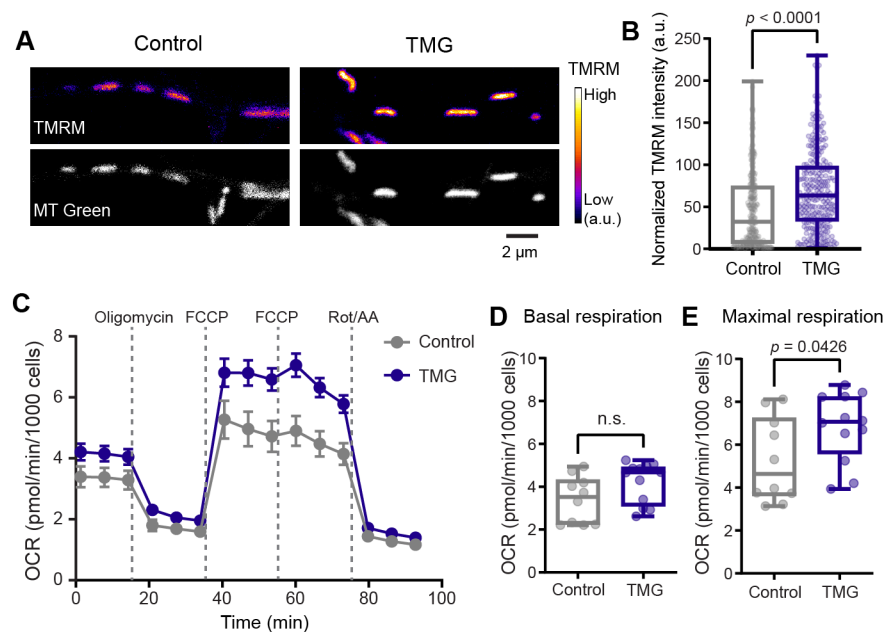 A
Control
TMG
TMRM
MT Green
TMRM
High
Low
(a.u.)
2 µm
B
p < 0.0001
Normalized TMRM intensity (a.u.)
250
200
150
100
50
0
Control
TMG
C
Oligomycin
FCCP
FCCP
Rot/AA
Control
TMG
OCR (pmol/min/1000 cells)
8
6
4
2
0
0
20
40
60
80
100
Time (min)
D
Basal respiration
n.s.
OCR (pmol/min/1000 cells)
10
8
6
4
2
0
Control
TMG
E
Maximal respiration
p = 0.0426
OCR (pmol/min/1000 cells)
10
8
6
4
2
0
Control
TMG